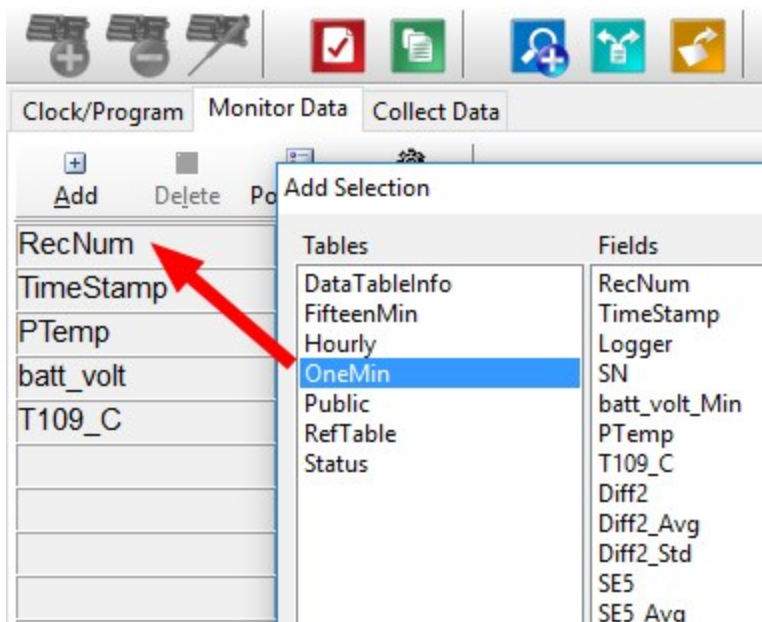 Clock/Program Monitor Data Collect Data
Add Delete Po
RecNum
TimeStamp
PTemp
batt_volt
T109_C
Add Selection
Tables
DataTableInfo
FifteenMin
Hourly
OneMin
Public
RefTable
Status
Fields
RecNum
TimeStamp
Logger
SN
batt_volt_Min
PTemp
T109_C
Diff2
Diff2_Avg
Diff2_Std
SE5
SE5_Avg